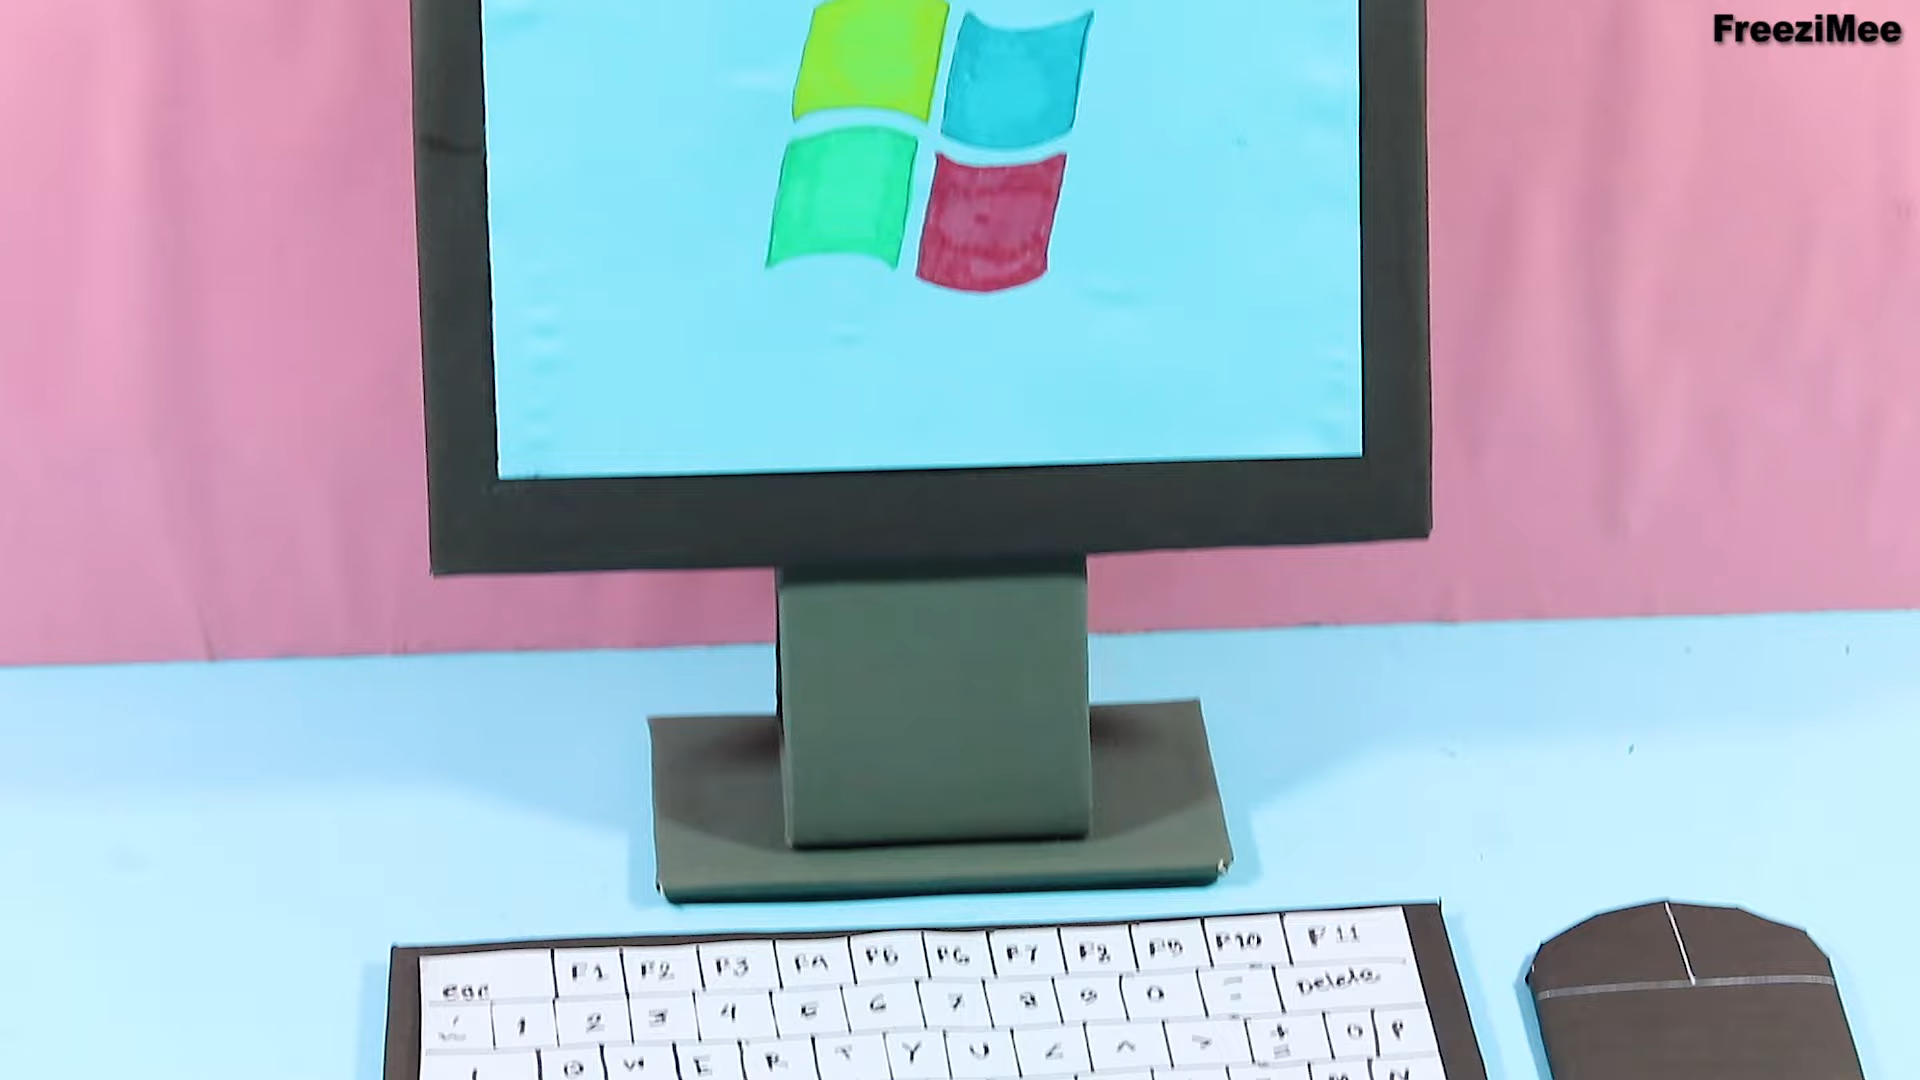 FreeziMee
esc F1 F2 F3 F4 F5 F6 F7 F8 F9 F10 F11
1 2 3 4 5 6 7 8 9 0 = Delete
Q W E R T Y U < ^ > O P